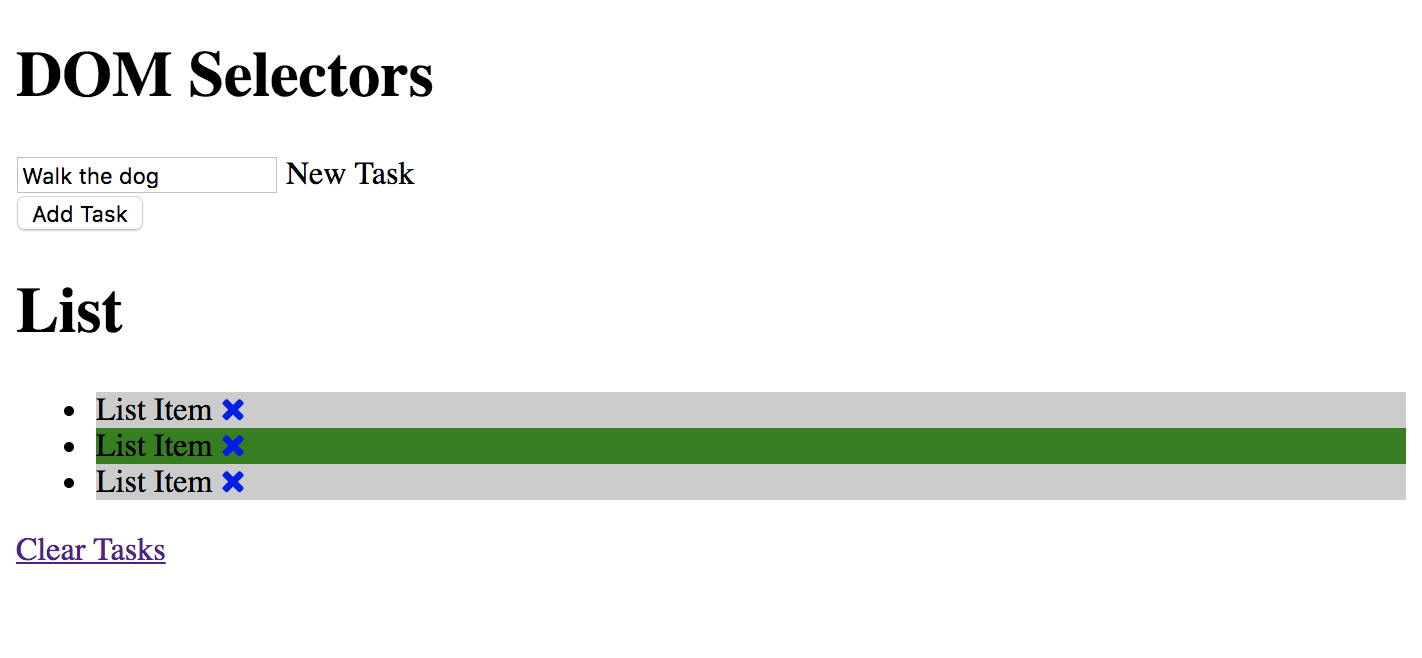 DOM Selectors
Walk the dog New Task
Add Task
List
List Item
List Item
List Item
Clear Tasks